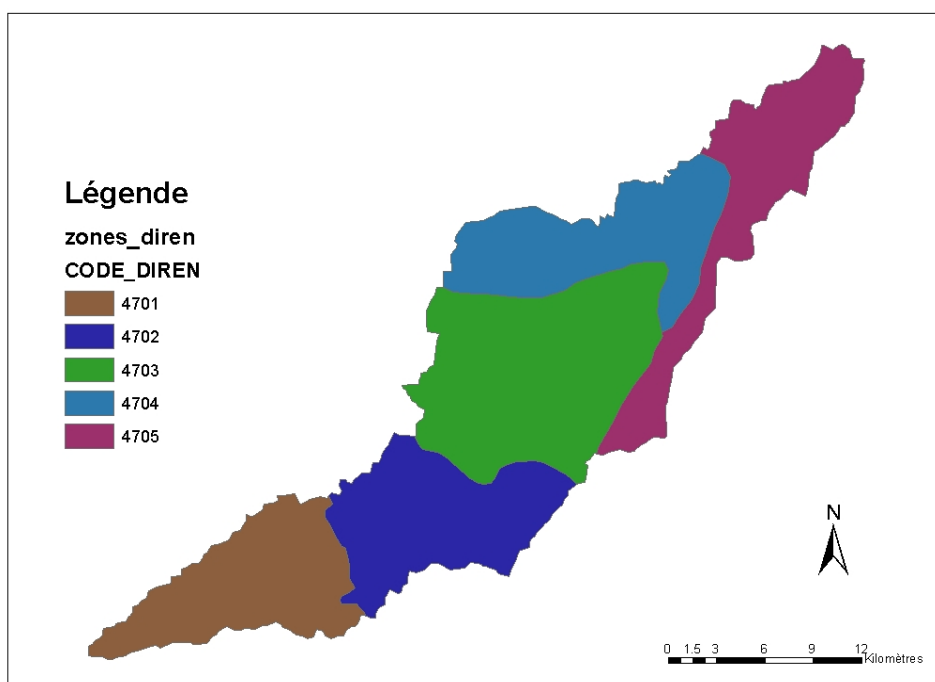 Légende
zones_diren
CODE_DIREN
4701
4702
4703
4704
4705
N
0 1.5 3 6 9 12
Kilomètres